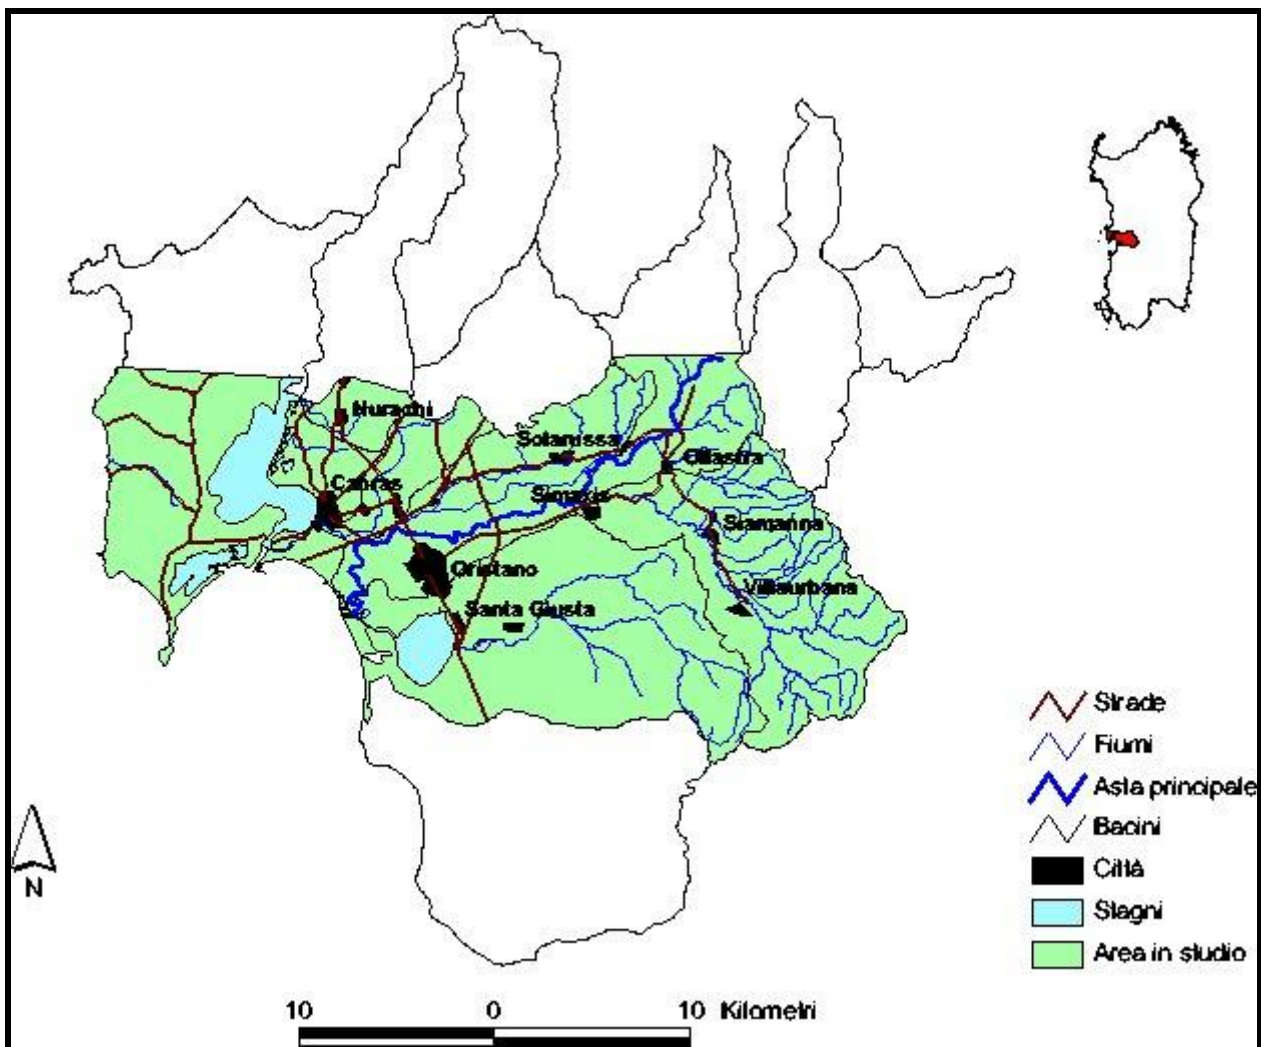 Nurachi
Solanissa
Ollastra
Cabras
Simaxis
Siamanna
Oristano
Villaurbana
Santa Giusta
Strade
Fiumi
Asta principale
Bacini
Città
Stagni
Area in studio
N
10 0 10 Kilometri